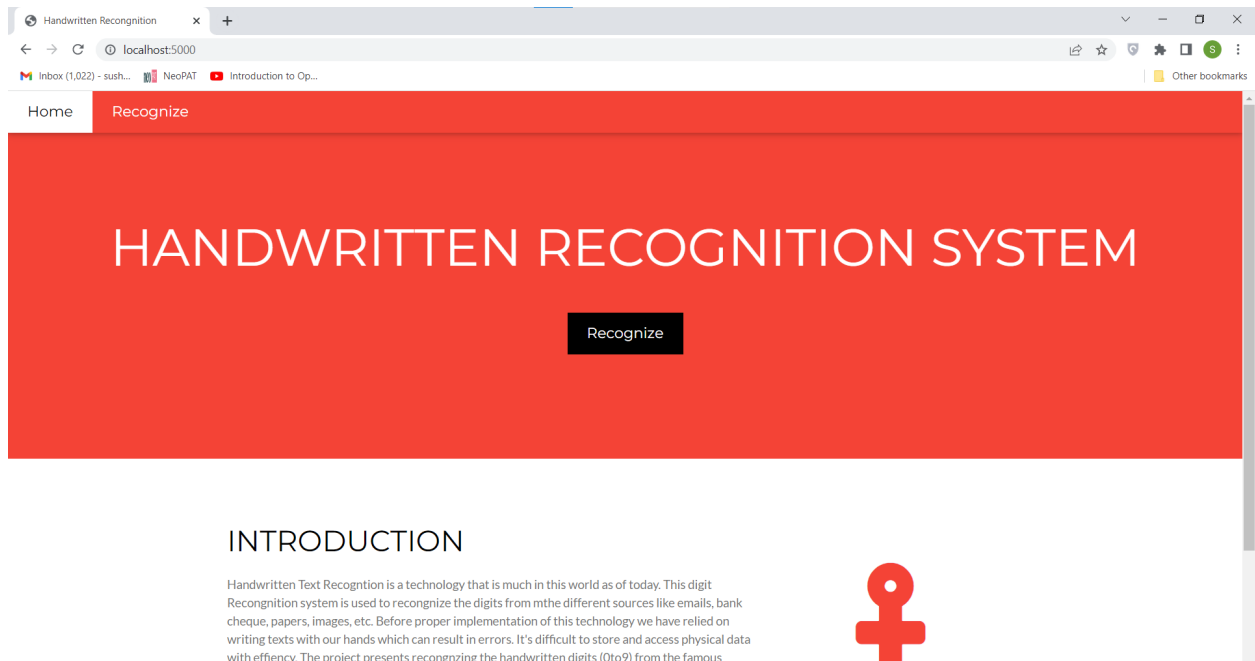 Handwritten Recongnition
localhost:5000
Inbox (1,022) - sush... NeoPAT Introduction to Op... Other bookmarks
S
Home Recognize
HANDWRITTEN RECOGNITION SYSTEM
Recognize
INTRODUCTION
Handwritten Text Recogntion is a technology that is much in this world as of today. This digit
Recongnition system is used to recongnize the digits from mthe different sources like emails, bank
cheque, papers, images, etc. Before proper implementation of this technology we have relied on
writing texts with our hands which can result in errors. It's difficult to store and access physical data
with effiency. The project presents recongnzing the handwritten digits (0to9) from the famous